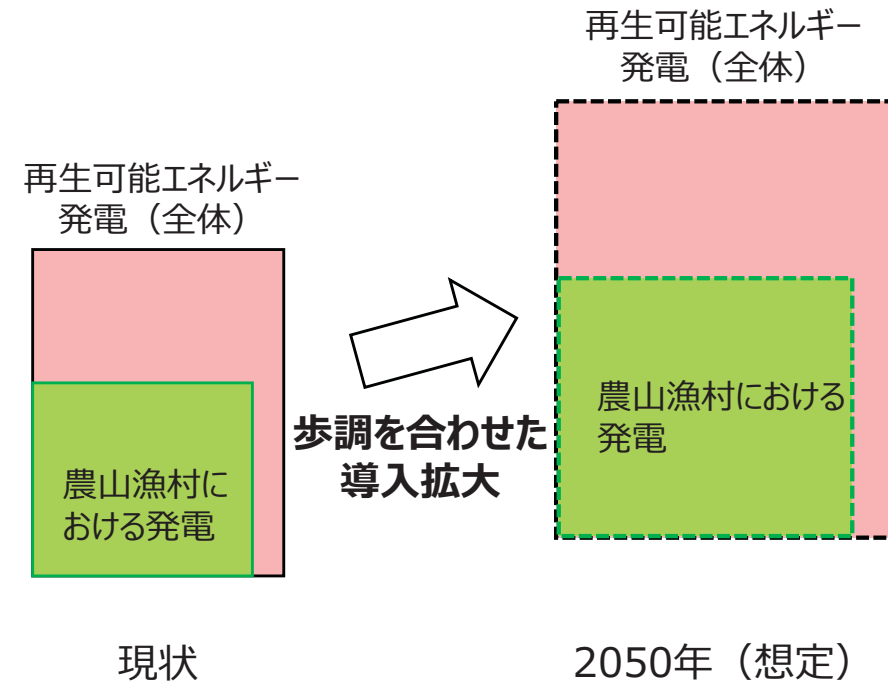 再生可能エネルギー
発電（全体）
農山漁村に
おける発電
現状
歩調を合わせた
導入拡大
再生可能エネルギー
発電（全体）
農山漁村における
発電
2050年（想定）